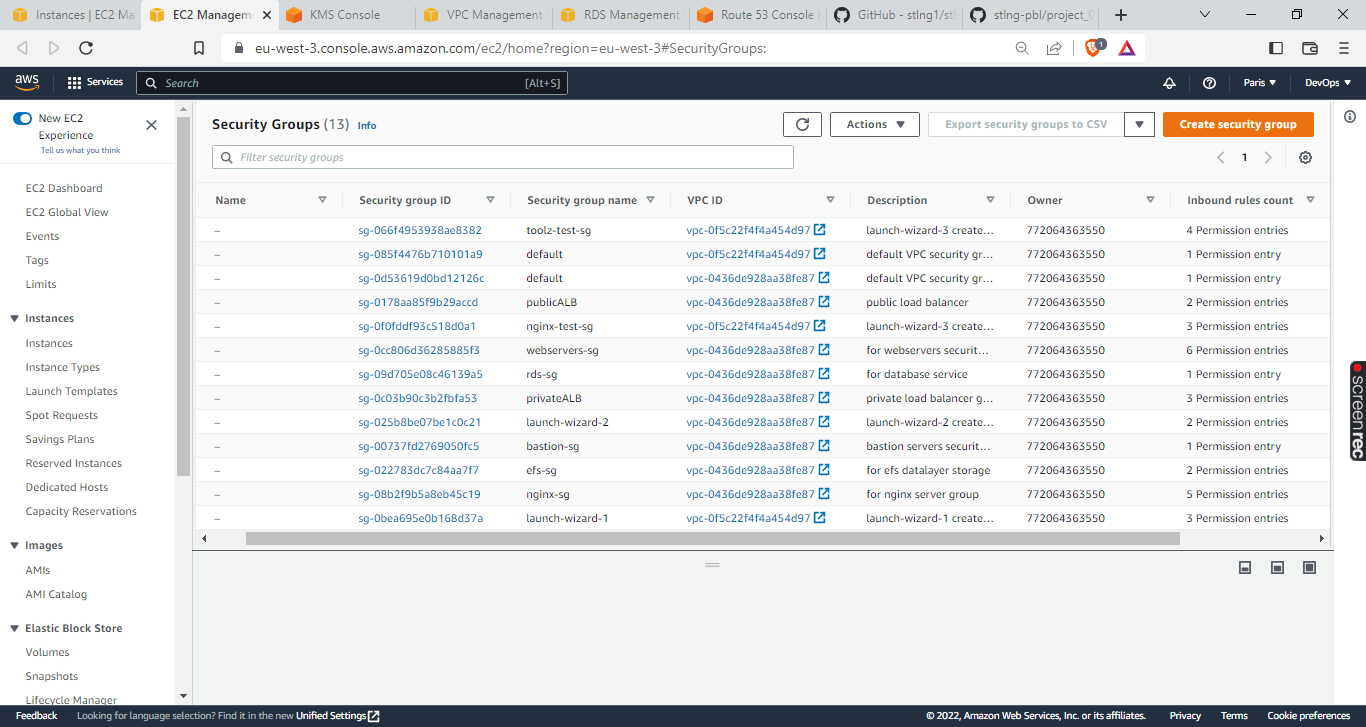 Instances | EC2 Ma
EC2 Managem
KMS Console
VPC Management
RDS Management
Route 53 Console
GitHub - stlng1/stl
stlng-pbl/project_0
eu-west-3.console.aws.amazon.com/ec2/home?region=eu-west-3#SecurityGroups:
1
aws
Services
Search
[Alt+S]
Paris
DevOps
New EC2
Experience
Tell us what you think
EC2 Dashboard
EC2 Global View
Events
Tags
Limits
Instances
Instances
Instance Types
Launch Templates
Spot Requests
Savings Plans
Reserved Instances
Dedicated Hosts
Capacity Reservations
Images
AMIs
AMI Catalog
Elastic Block Store
Volumes
Snapshots
Lifecycle Manager
Security Groups (13) Info
Actions
Export security groups to CSV
Create security group
Filter security groups
1
Name Security group ID Security group name VPC ID Description Owner Inbound rules count
– sg-066f4953938ae8382 toolz-test-sg vpc-0f5c22f4f4a454d97 launch-wizard-3 create... 772064363550 4 Permission entries
– sg-085f4476b710101a9 default vpc-0f5c22f4f4a454d97 default VPC security gr... 772064363550 1 Permission entry
– sg-0d53619d0bd12126c default vpc-0436de928aa38fe87 default VPC security gr... 772064363550 1 Permission entry
– sg-0178aa85f9b29accd publicALB vpc-0436de928aa38fe87 public load balancer 772064363550 2 Permission entries
– sg-0f0fddf93c518d0a1 nginx-test-sg vpc-0f5c22f4f4a454d97 launch-wizard-3 create... 772064363550 3 Permission entries
– sg-0cc806d36285885f3 webservers-sg vpc-0436de928aa38fe87 for webservers securit... 772064363550 6 Permission entries
– sg-09d705e08c46139a5 rds-sg vpc-0436de928aa38fe87 for database service 772064363550 1 Permission entry
– sg-0c03b90c3b2fbfa53 privateALB vpc-0436de928aa38fe87 private load balancer g... 772064363550 3 Permission entries
– sg-025b8be07be1c0c21 launch-wizard-2 vpc-0436de928aa38fe87 launch-wizard-2 create... 772064363550 2 Permission entries
– sg-00737fd2769050fc5 bastion-sg vpc-0436de928aa38fe87 bastion servers securit... 772064363550 1 Permission entry
– sg-022783dc7c84aa7f7 efs-sg vpc-0436de928aa38fe87 for efs datalayer storage 772064363550 2 Permission entries
– sg-08b2f9b5a8eb45c19 nginx-sg vpc-0436de928aa38fe87 for nginx server group 772064363550 5 Permission entries
– sg-0bea695e0b168d37a launch-wizard-1 vpc-0f5c22f4f4a454d97 launch-wizard-1 create... 772064363550 3 Permission entries
screenrec
Feedback
Looking for language selection? Find it in the new Unified Settings
© 2022, Amazon Web Services, Inc. or its affiliates.
Privacy
Terms
Cookie preferences